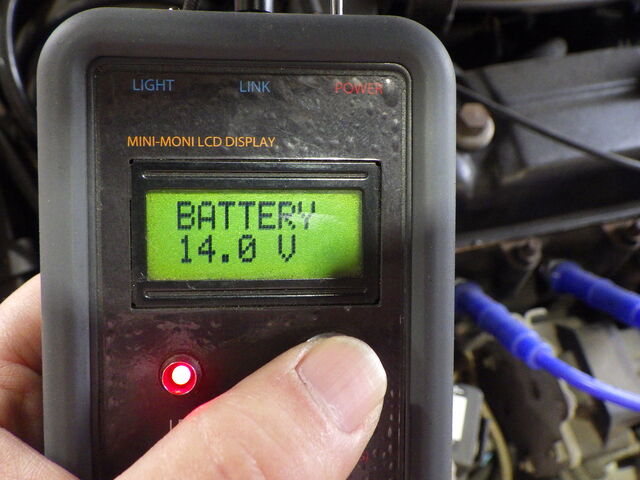 LIGHT LINK POWER
MINI-MONI LCD DISPLAY
BATTERY
14.0 V